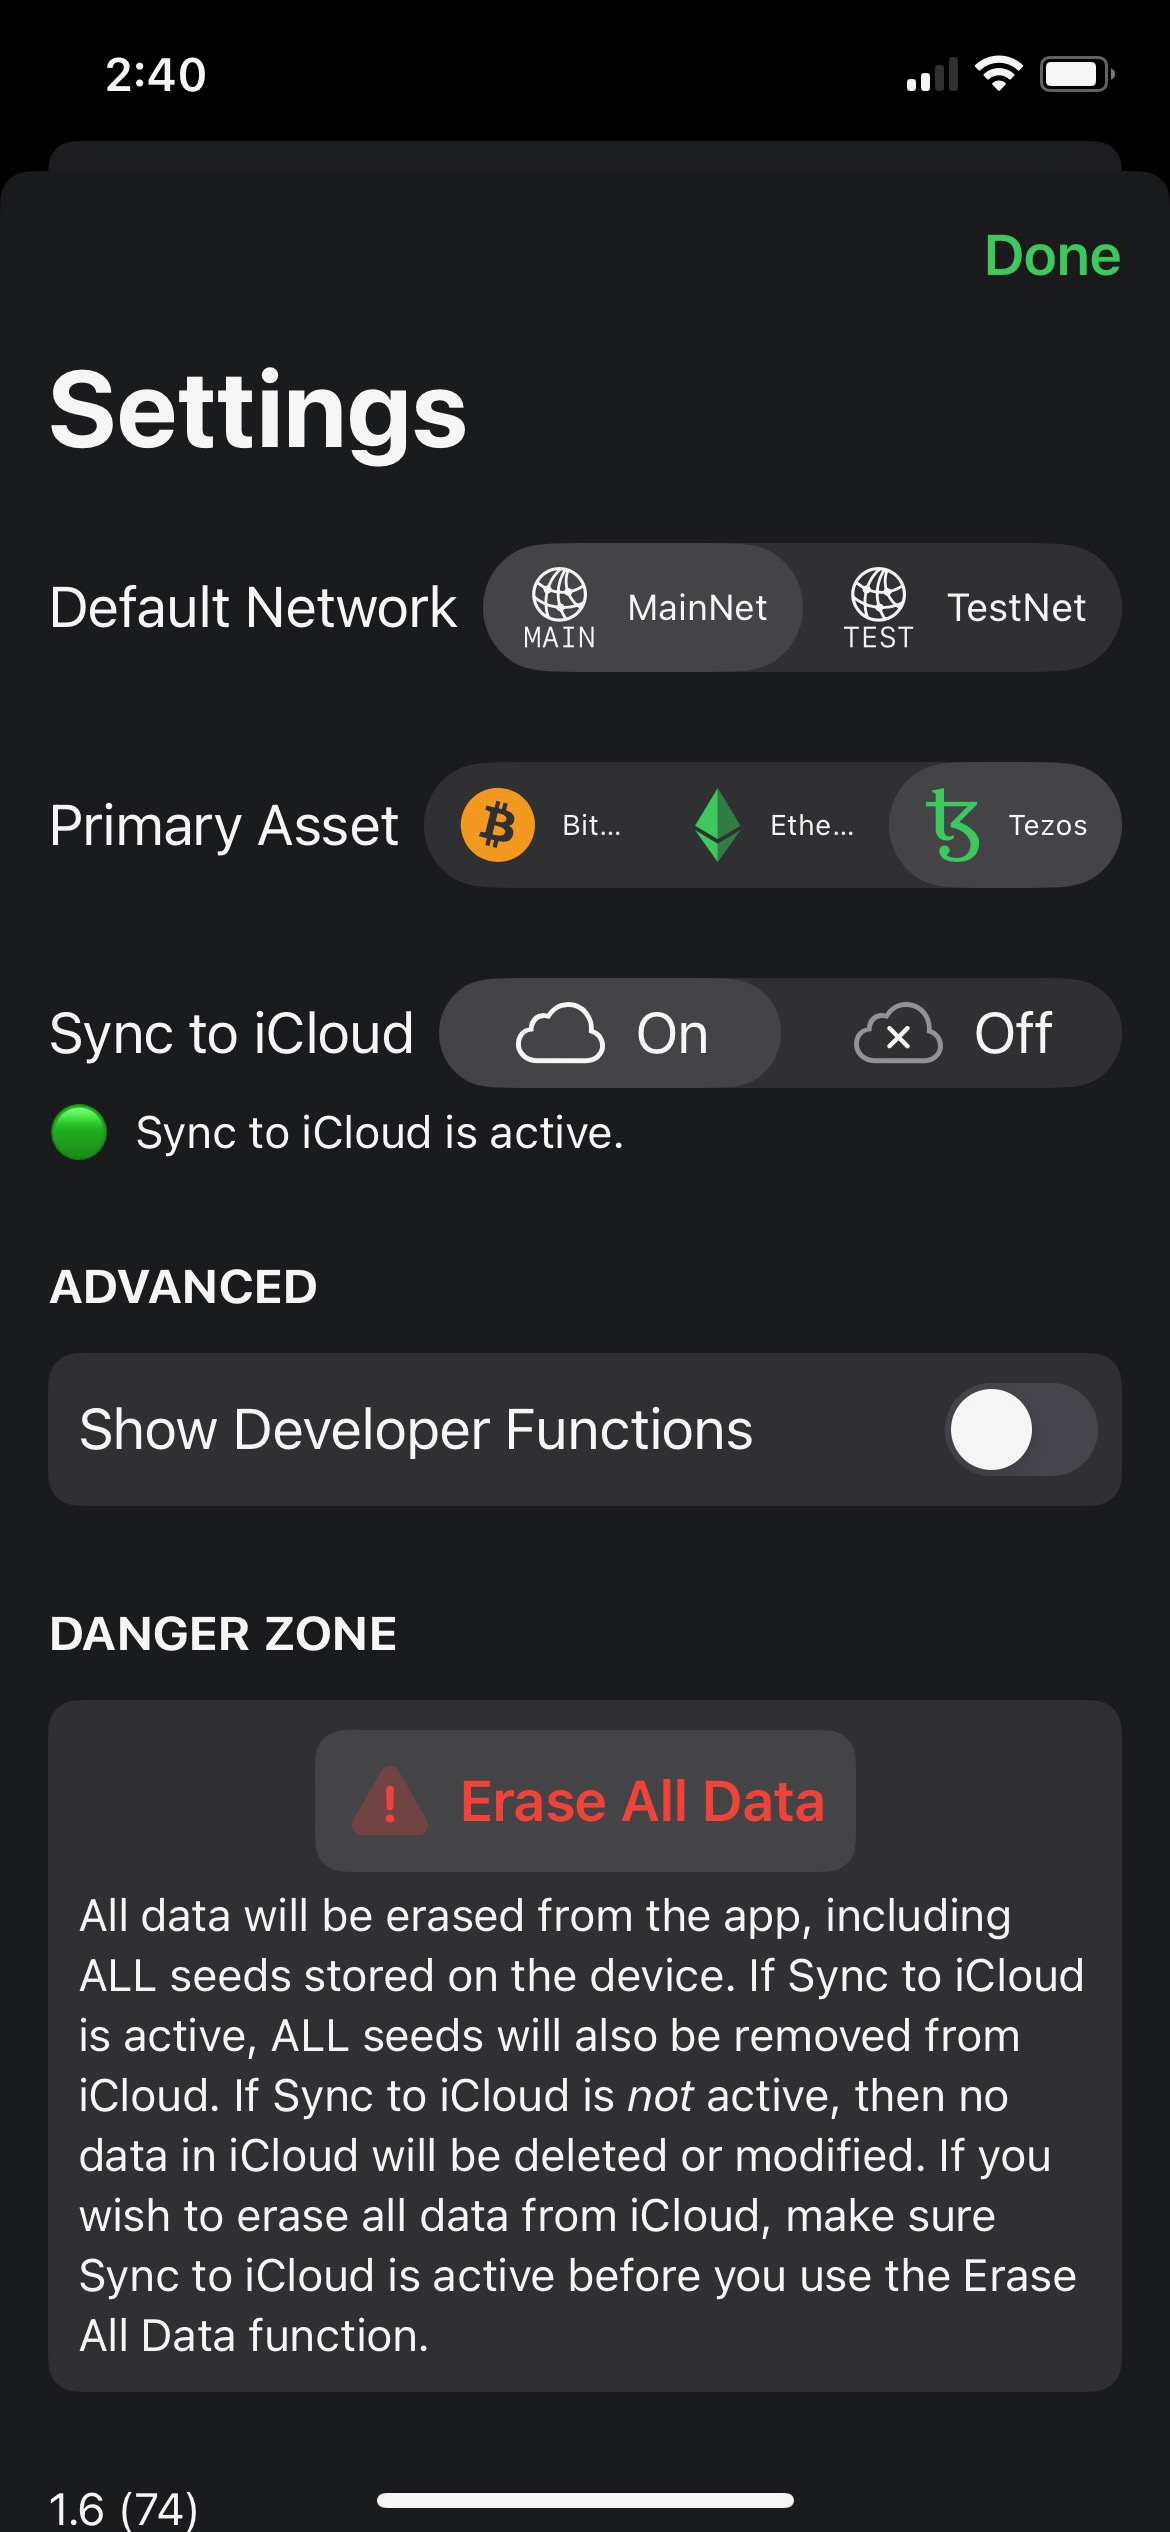 2:40
Done
Settings
Default Network
MAIN
MainNet
TEST
TestNet
Primary Asset
Bit...
Ethe...
Tezos
Sync to iCloud
On
Off
Sync to iCloud is active.
ADVANCED
Show Developer Functions
DANGER ZONE
Erase All Data
All data will be erased from the app, including
ALL seeds stored on the device. If Sync to iCloud
is active, ALL seeds will also be removed from
iCloud. If Sync to iCloud is not active, then no
data in iCloud will be deleted or modified. If you
wish to erase all data from iCloud, make sure
Sync to iCloud is active before you use the Erase
All Data function.
1.6 (74)